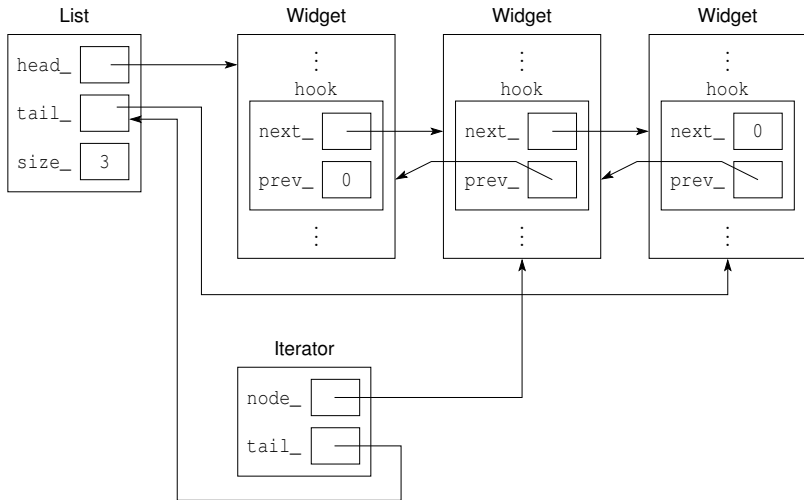 List
head_
tail_
size_ 3
Widget
⋮
hook
next_
prev_ 0
⋮
Widget
⋮
hook
next_
prev_
⋮
Widget
⋮
hook
next_ 0
prev_
⋮
Iterator
node_
tail_